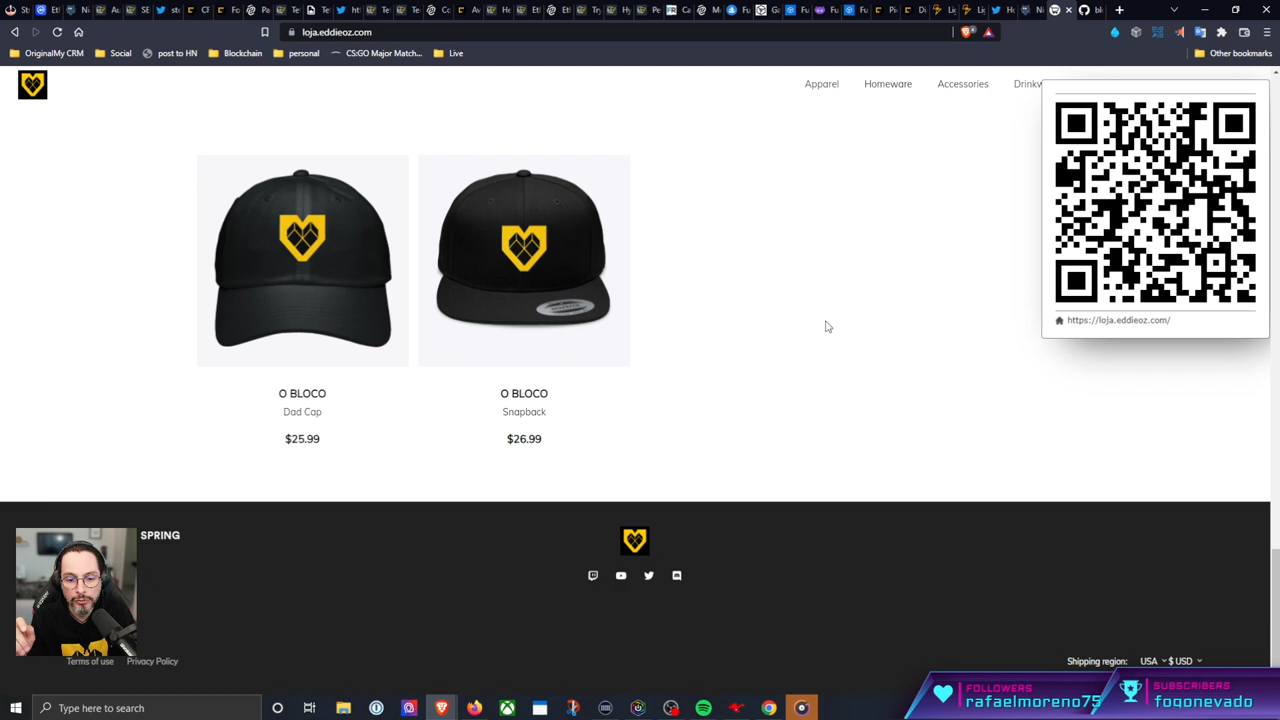 loja.eddieoz.com
OriginalMy CRM
Social
post to HN
Blockchain
personal
CS:GO Major Match...
Live
Other bookmarks
Apparel
Homeware
Accessories
https://loja.eddieoz.com/
O BLOCO
Dad Cap
$25.99
O BLOCO
Snapback
$26.99
SPRING
Terms of use
Privacy Policy
Shipping region:
USA
$ USD
FOLLOWERS
rafaelmoreno75
SUBSCRIBERS
fogonevado
Type here to search